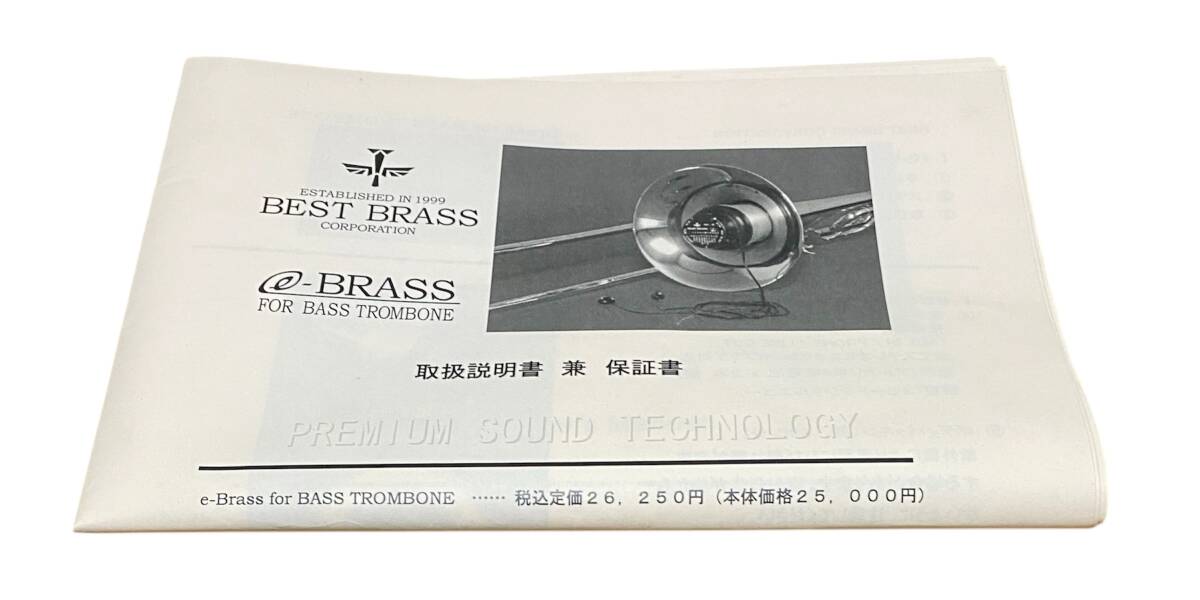 ESTABLISHED IN 1999
BEST BRASS
CORPORATION
e-BRASS
FOR BASS TROMBONE
取扱説明書 兼 保証書
PREMIUM SOUND TECHNOLOGY
e-Brass for BASS TROMBONE ⋯⋯ 税込定価26，250円（本体価格25，000円）